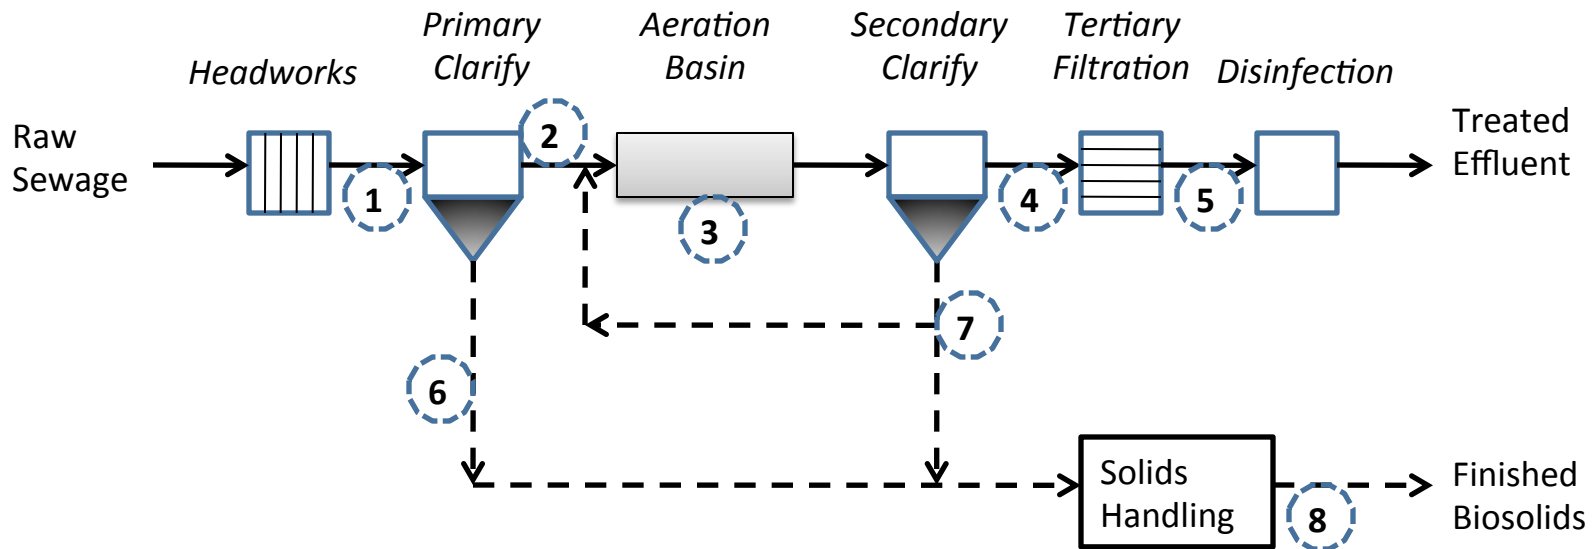 Headworks
Primary
Clarify
Aeration
Basin
Secondary
Clarify
Tertiary
Filtration
Disinfection
Raw
Sewage
1
2
3
4
5
Treated
Effluent
6
7
Solids
Handling
8
Finished
Biosolids